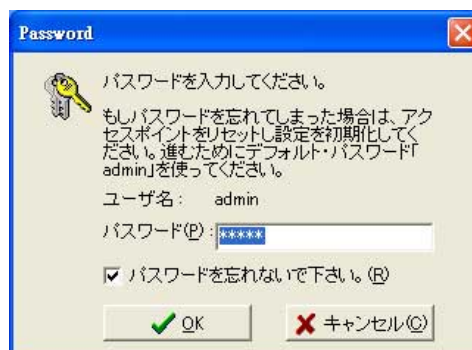 Password
パスワードを入力してください。
もしパスワードを忘れてしまった場合は、アク
セスポイントをリセットし設定を初期化してく
ださい。進むためにデフォルト・パスワード「
admin」を使ってください。
ユーザ名： admin
パスワード(P)：*****
パスワードを忘れないで下さい。(R)
OK
キャンセル(C)